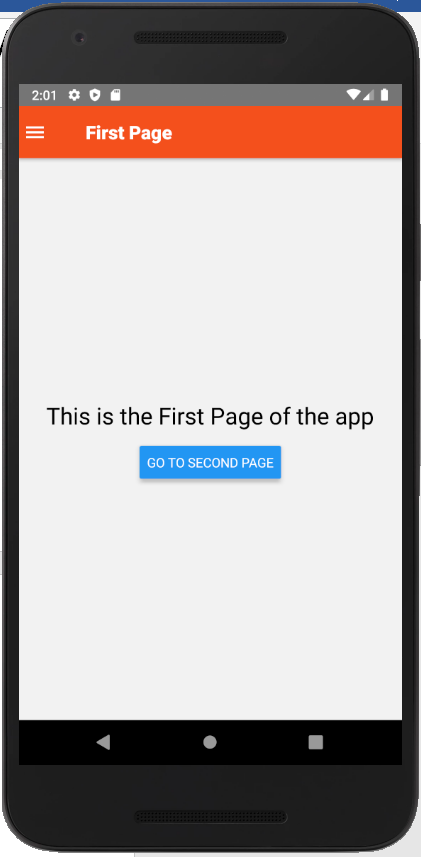 2:01
First Page
This is the First Page of the app
GO TO SECOND PAGE